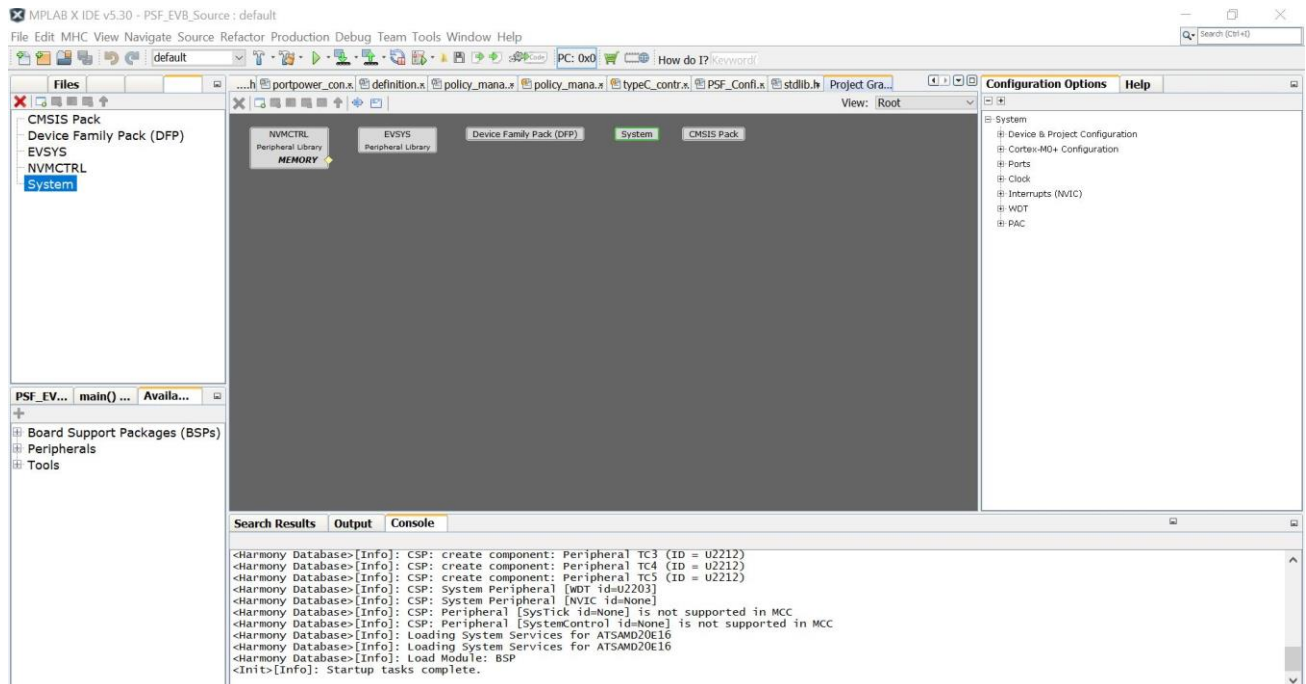 MPLAB X IDE v5.30 - PSF_EVB_Source : default
File Edit MHC View Navigate Source Refactor Production Debug Team Tools Window Help
Search (Ctrl+I)
default
PC: 0x0
How do I?
Files
....h
portpower_con.
definition.
policy_mana..
policy_mana..
typeC_contr.
PSF_Confi.
stdlib.h
Project Gra...
Configuration Options
Help
View: Root
CMSIS Pack
Device Family Pack (DFP)
EVSYS
NVMCTRL
System
NVMCTRL
Peripheral Library
MEMORY
EVSYS
Peripheral Library
Device Family Pack (DFP)
System
CMSIS Pack
System
Device & Project Configuration
Cortex-M0+ Configuration
Ports
Clock
Interrupts (NVIC)
WDT
PAC
PSF_EV...
main() ...
Availa...
Board Support Packages (BSPs)
Peripherals
Tools
Search Results
Output
Console
<Harmony Database>[Info]: CSP: create component: Peripheral TC3 (ID = U2212)
<Harmony Database>[Info]: CSP: create component: Peripheral TC4 (ID = U2212)
<Harmony Database>[Info]: CSP: create component: Peripheral TC5 (ID = U2212)
<Harmony Database>[Info]: CSP: System Peripheral [WDT id=U2203]
<Harmony Database>[Info]: CSP: System Peripheral [NVIC id=None]
<Harmony Database>[Info]: CSP: Peripheral [SysTick id=None] is not supported in MCC
<Harmony Database>[Info]: CSP: Peripheral [SystemControl id=None] is not supported in MCC
<Harmony Database>[Info]: Loading System Services for ATSAMD20E16
<Harmony Database>[Info]: Loading System Services for ATSAMD20E16
<Harmony Database>[Info]: Load Module: BSP
<Init>[Info]: Startup tasks complete.